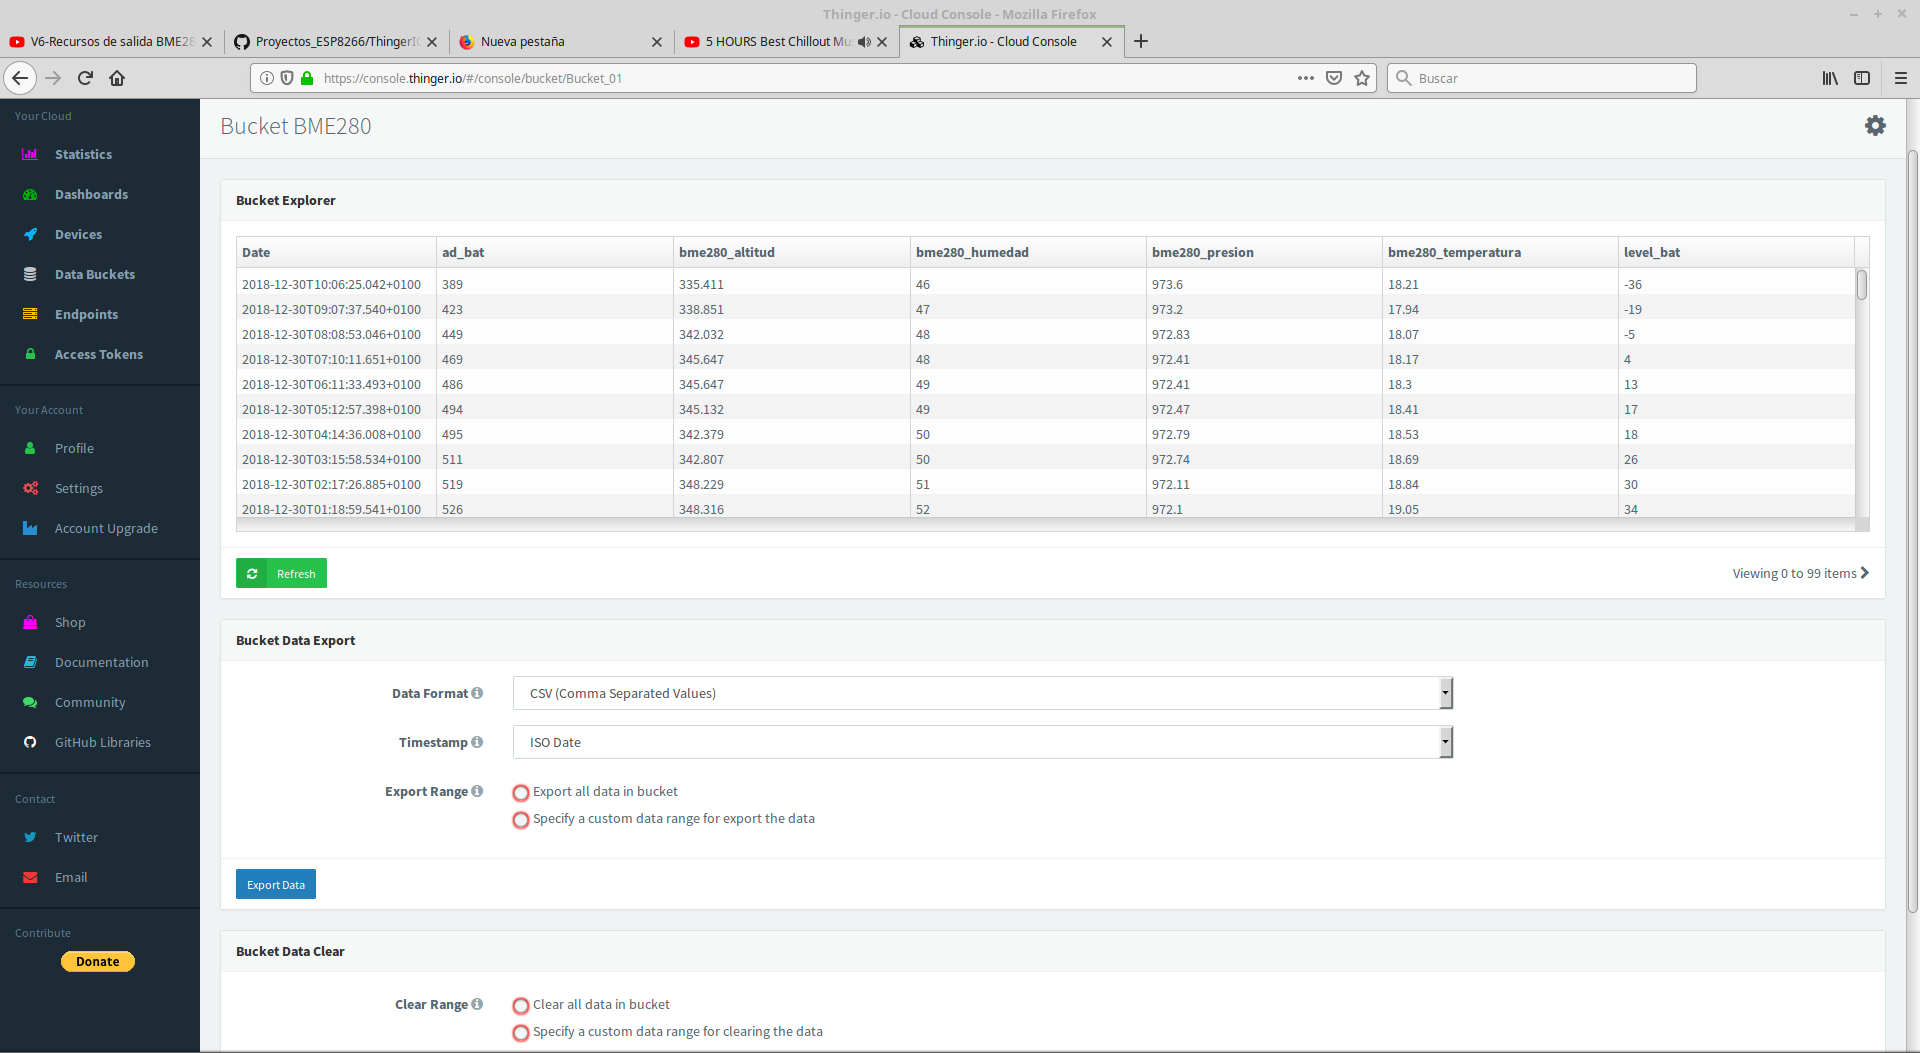 Thinger.io - Cloud Console - Mozilla Firefox
V6-Recursos de salida BME28
Proyectos_ESP8266/ThingerI
Nueva pestaña
5 HOURS Best Chillout Mu
Thinger.io - Cloud Console
https://console.thinger.io/#/console/bucket/Bucket_01
Buscar
Your Cloud
Statistics
Dashboards
Devices
Data Buckets
Endpoints
Access Tokens
Your Account
Profile
Settings
Account Upgrade
Resources
Shop
Documentation
Community
GitHub Libraries
Contact
Twitter
Email
Contribute
Donate
Bucket BME280
Bucket Explorer
Date ad_bat bme280_altitud bme280_humedad bme280_presion bme280_temperatura level_bat
2018-12-30T10:06:25.042+0100 389 335.411 46 973.6 18.21 -36
2018-12-30T09:07:37.540+0100 423 338.851 47 973.2 17.94 -19
2018-12-30T08:08:53.046+0100 449 342.032 48 972.83 18.07 -5
2018-12-30T07:10:11.651+0100 469 345.647 48 972.41 18.17 4
2018-12-30T06:11:33.493+0100 486 345.647 49 972.41 18.3 13
2018-12-30T05:12:57.398+0100 494 345.132 49 972.47 18.41 17
2018-12-30T04:14:36.008+0100 495 342.379 50 972.79 18.53 18
2018-12-30T03:15:58.534+0100 511 342.807 50 972.74 18.69 26
2018-12-30T02:17:26.885+0100 519 348.229 51 972.11 18.84 30
2018-12-30T01:18:59.541+0100 526 348.316 52 972.1 19.05 34
Refresh
Viewing 0 to 99 items
Bucket Data Export
Data Format CSV (Comma Separated Values)
Timestamp ISO Date
Export Range Export all data in bucket
Specify a custom data range for export the data
Export Data
Bucket Data Clear
Clear Range Clear all data in bucket
Specify a custom data range for clearing the data